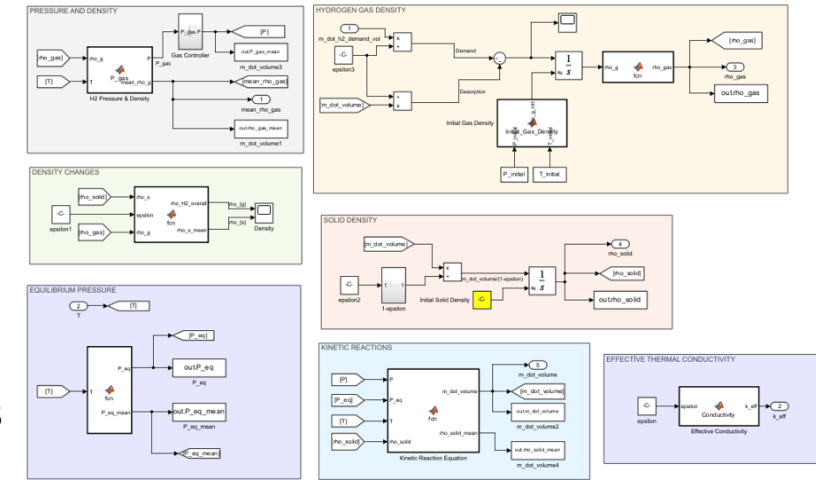 PRESSURE AND DENSITY
[rho_gas]
[T]
rho_g
T
P_gas
mean_rho_g
H2 Pressure & Density
P_gas
P_gas P
Gas Controller
[P]
out.P_gas_mean
m_dot_volume3
[mean_rho_gas]
1
mean_rho_gas
out.rho_gas_mean
m_dot_volume1
HYDROGEN GAS DENSITY
1
m_dot_h2_demand_vol
-C-
epsilon3
[m_dot_volume]
x
÷
÷
x
Demand
Desorption
1
s
rho_g
fcn
rho_gas
[rho_gas]
3
rho_gas
out.rho_gas
Initial Gas Density
Initial_Gas_Density
P_initial
T_initial
P_initial
T_initial
DENSITY CHANGES
[rho_solid]
-C-
epsilon1
[rho_gas]
rho_s
epsilon
rho_g
fcn
rho_H2_overall
rho_s_mean
rho_{g}
rho_{s}
Density
SOLID DENSITY
[m_dot_volume]
-C-
epsilon2
1-epsilon
x
÷
m_dot_volume/(1-epsilon)
Initial Solid Density
-C-
1
s
4
rho_solid
[rho_solid]
out.rho_solid
EQUILIBRIUM PRESSURE
2
T
[T]
[T]
T
fcn
P_eq
P_eq_mean
[P_eq]
out.P_eq
P_eq
out.P_eq_mean
P_eq_mean
[P_eq_mean]
KINETIC REACTIONS
[P]
[P_eq]
[T]
[rho_solid]
P
P_eq
T
rho_solid
fcn
m_dot_volume
rho_solid_mean
Kinetic Reaction Equation
5
m_dot_volume
[m_dot_volume]
out.m_dot_volume
m_dot_volume2
out.rho_solid_mean
m_dot_volume4
EFFECTIVE THERMAL CONDUCTIVITY
-C-
epsilon
epsilon
Conductivity
k_eff
Effective Conductivity
2
k_eff